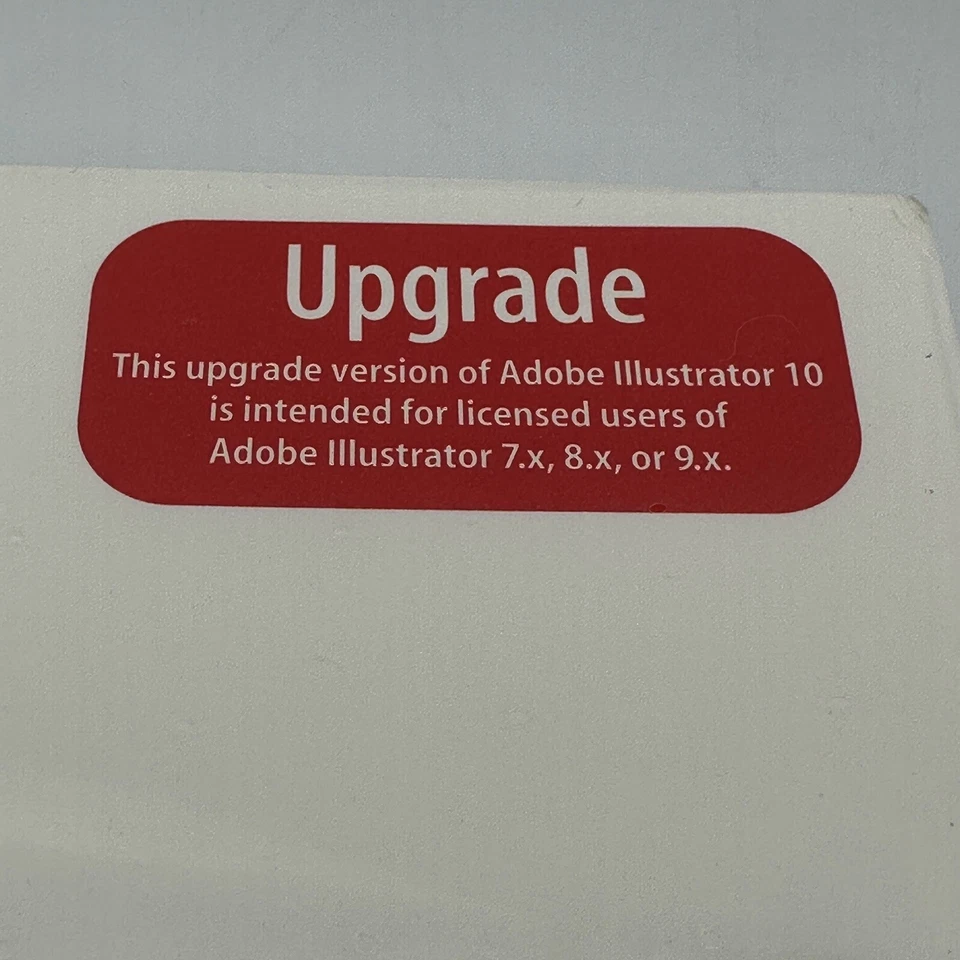 Upgrade
This upgrade version of Adobe Illustrator 10
is intended for licensed users of
Adobe Illustrator 7.x, 8.x, or 9.x.